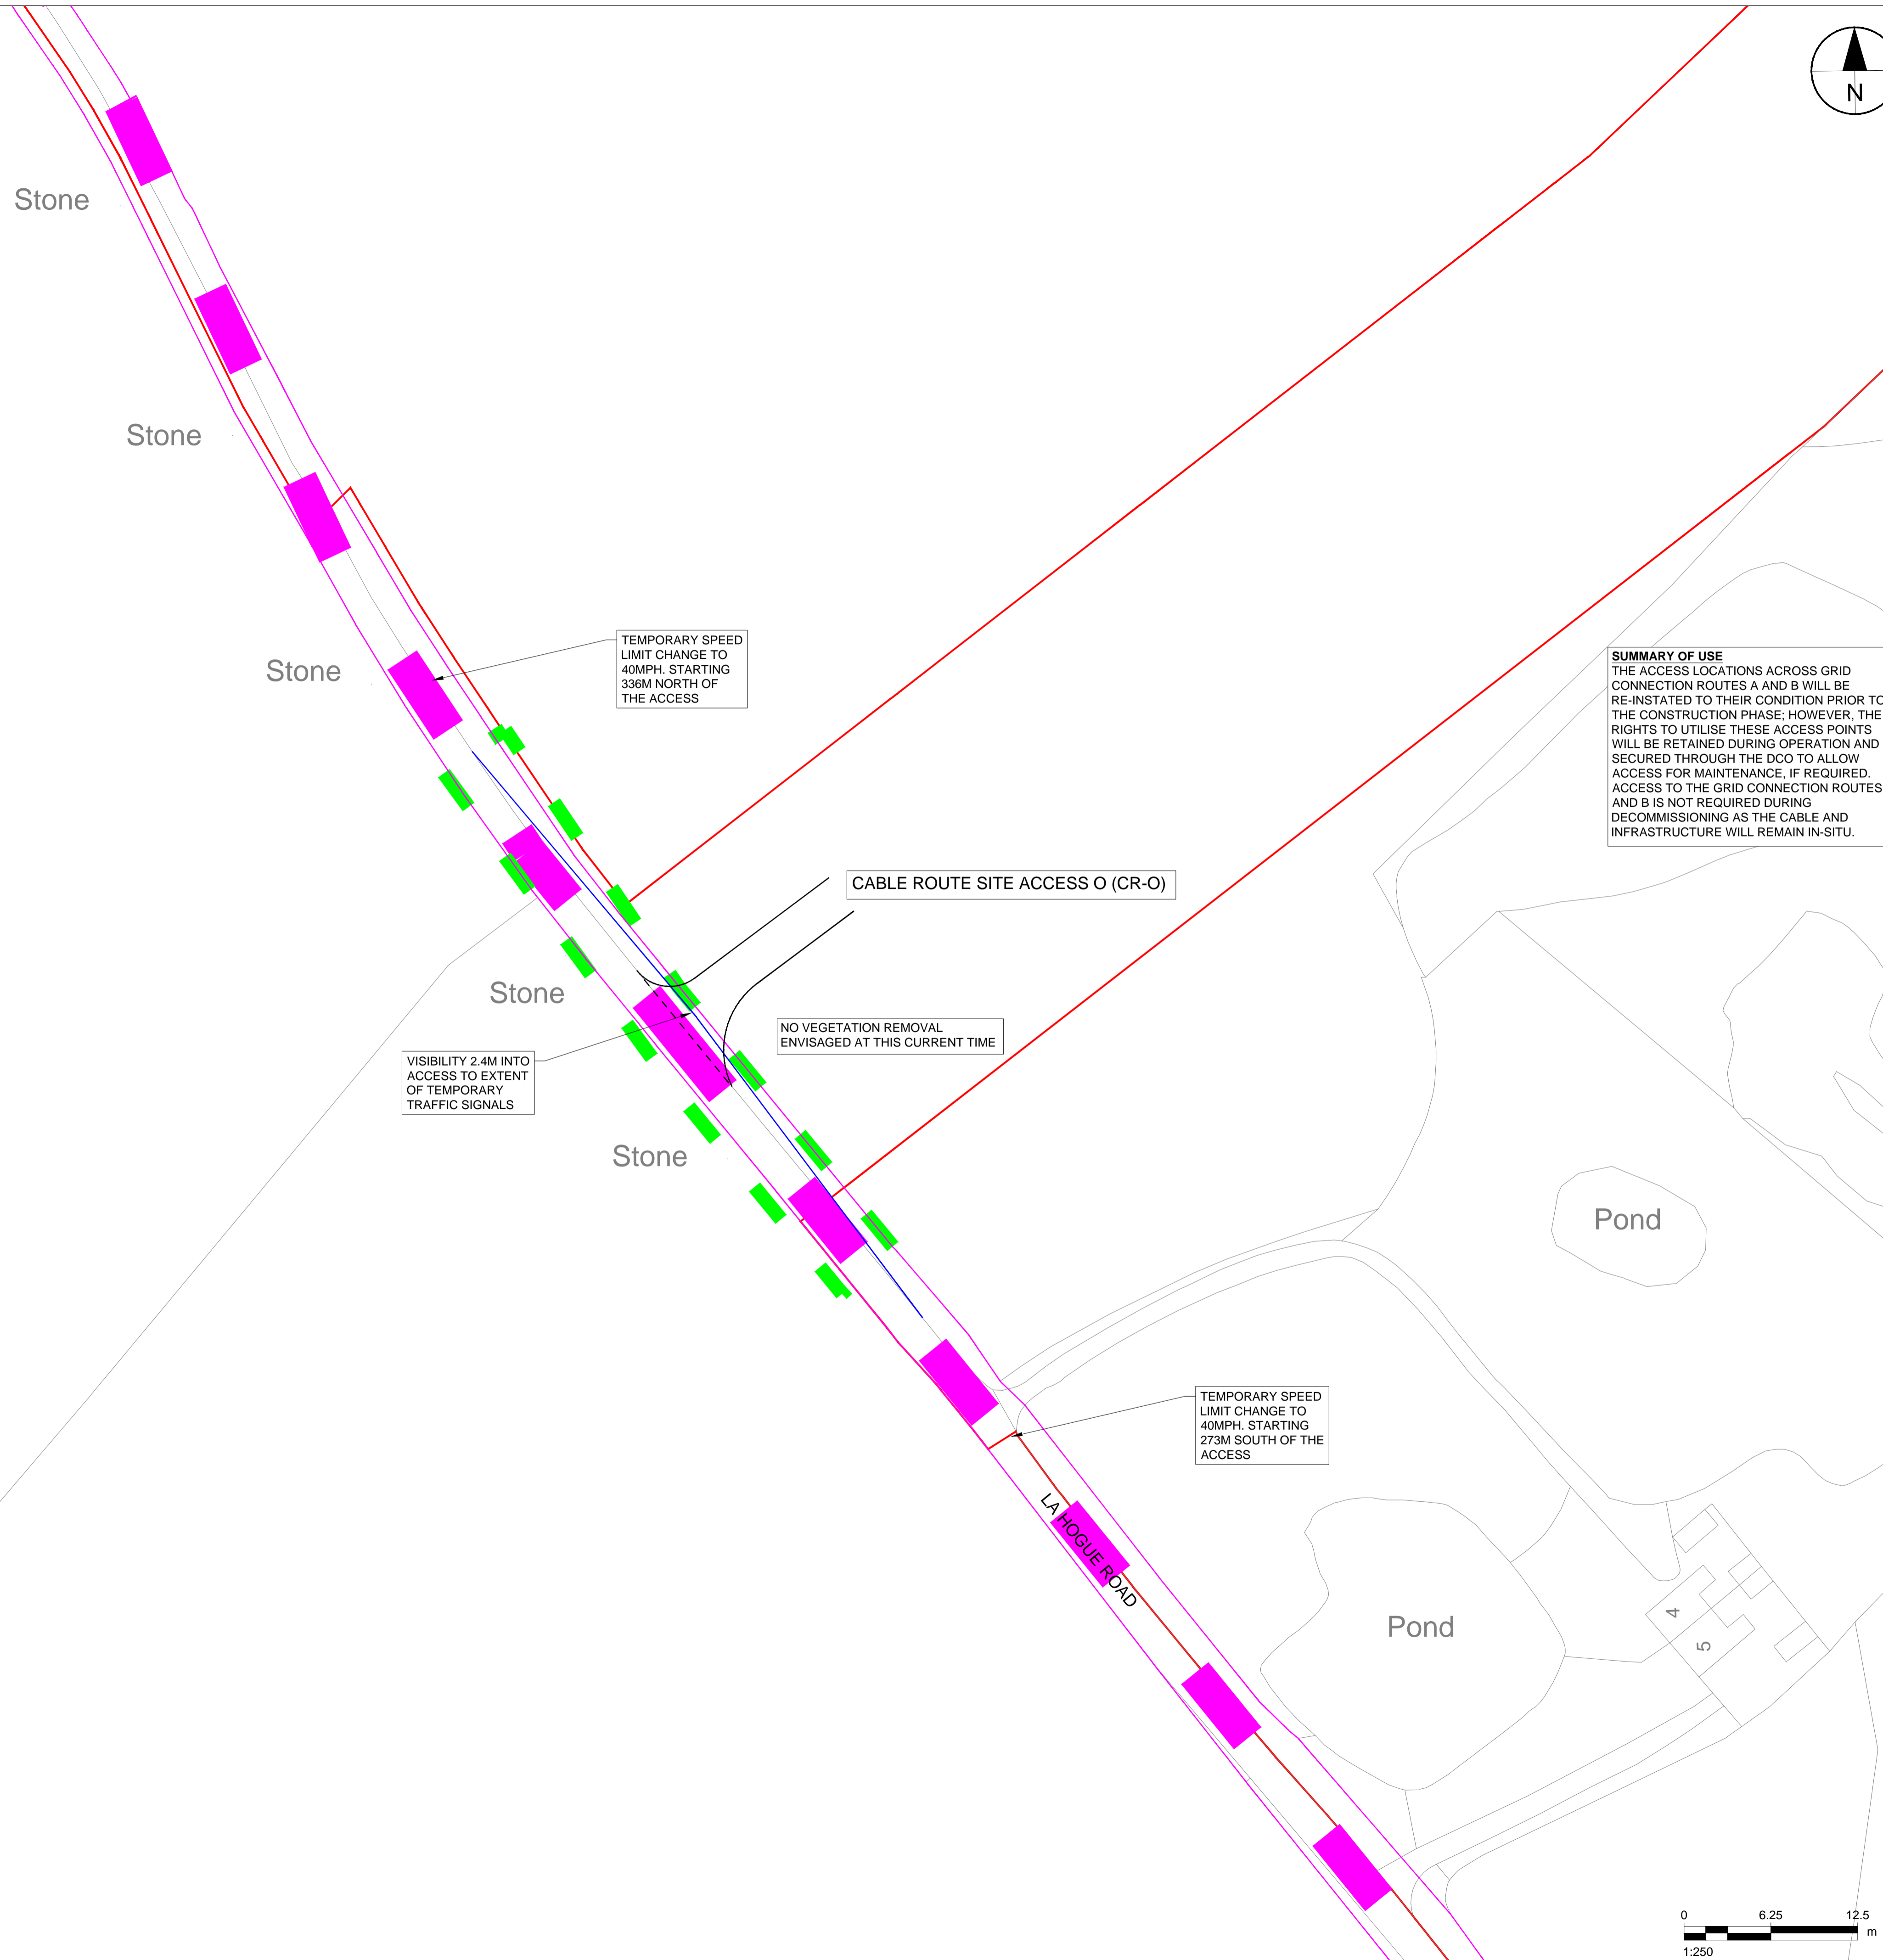 N
Stone
Stone
Stone
TEMPORARY SPEED
LIMIT CHANGE TO
40MPH. STARTING
336M NORTH OF
THE ACCESS
SUMMARY OF USE
THE ACCESS LOCATIONS ACROSS GRID
CONNECTION ROUTES A AND B WILL BE
RE-INSTATED TO THEIR CONDITION PRIOR TO
THE CONSTRUCTION PHASE; HOWEVER, THE
RIGHTS TO UTILISE THESE ACCESS POINTS
WILL BE RETAINED DURING OPERATION AND
SECURED THROUGH THE DCO TO ALLOW
ACCESS FOR MAINTENANCE, IF REQUIRED.
ACCESS TO THE GRID CONNECTION ROUTES
AND B IS NOT REQUIRED DURING
DECOMMISSIONING AS THE CABLE AND
INFRASTRUCTURE WILL REMAIN IN-SITU.
CABLE ROUTE SITE ACCESS O (CR-O)
Stone
NO VEGETATION REMOVAL
ENVISAGED AT THIS CURRENT TIME
VISIBILITY 2.4M INTO
ACCESS TO EXTENT
OF TEMPORARY
TRAFFIC SIGNALS
Stone
Pond
TEMPORARY SPEED
LIMIT CHANGE TO
40MPH. STARTING
273M SOUTH OF THE
ACCESS
LA HOGUE ROAD
Pond
4
5
0 6.25 12.5
m
1:250